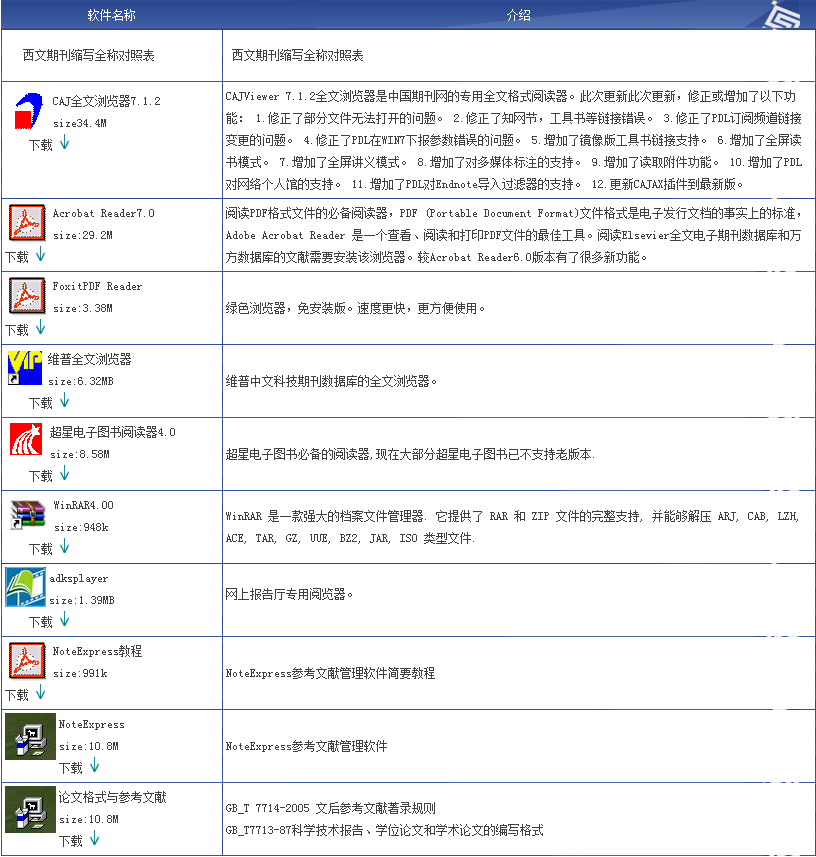 软件名称 介绍
西文期刊缩写全称对照表 西文期刊缩写全称对照表
CAJ全文浏览器7.1.2
size34.4M
下载
CAJViewer 7.1.2全文浏览器是中国期刊网的专用全文格式阅读器。此次更新此次更新，修正或增加了以下功
能： 1.修正了部分文件无法打开的问题。 2.修正了知网节，工具书等链接错误。 3.修正了PDL订阅频道链接
变更的问题。 4.修正了PDL在WIN7下报参数错误的问题。 5.增加了镜像版工具书链接支持。 6.增加了全屏读
书模式。 7.增加了全屏讲义模式。 8.增加了对多媒体标注的支持。 9.增加了读取附件功能。 10.增加了PDL
对网络个人馆的支持。 11.增加了PDL对Endnote导入过滤器的支持。 12.更新CAJAX插件到最新版。
Acrobat Reader7.0
size:29.2M
下载
阅读PDF格式文件的必备阅读器，PDF (Portable Document Format)文件格式是电子发行文档的事实上的标准，
Adobe Acrobat Reader 是一个查看、阅读和打印PDF文件的最佳工具。阅读Elsevier全文电子期刊数据库和万
方数据库的文献需要安装该浏览器。较Acrobat Reader6.0版本有了很多新功能。
FoxitPDF Reader
size:3.38M
下载
绿色浏览器，免安装版。速度更快，更方便使用。
VIP
维普全文浏览器
size:6.32MB
下载
维普中文科技期刊数据库的全文浏览器。
超星电子图书阅读器4.0
size:8.58M
下载
超星电子图书必备的阅读器,现在大部分超星电子图书已不支持老版本.
WinRAR4.00
size:948k
下载
WinRAR 是一款强大的档案文件管理器. 它提供了 RAR 和 ZIP 文件的完整支持, 并能够解压 ARJ, CAB, LZH,
ACE, TAR, GZ, UUE, BZ2, JAR, ISO 类型文件.
adksplayer
size:1.39MB
下载
网上报告厅专用阅览器。
NoteExpress教程
size:991k
下载
NoteExpress参考文献管理软件简要教程
NoteExpress
size:10.8M
下载
NoteExpress参考文献管理软件
论文格式与参考文献
size:10.8M
下载
GB_T 7714-2005 文后参考文献著录规则
GB_T7713-87科学技术报告、学位论文和学术论文的编写格式